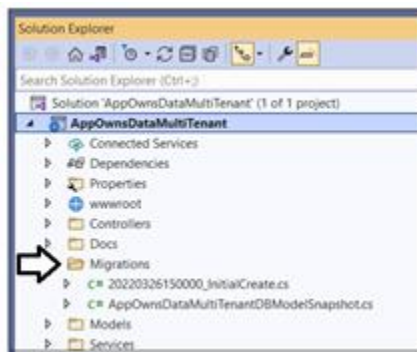 Solution Explorer
Search Solution Explorer (Ctrl+;)
Solution 'AppOwnsDataMultiTenant' (1 of 1 project)
AppOwnsDataMultiTenant
Connected Services
Dependencies
Properties
wwwroot
Controllers
Docs
Migrations
C# 20220326150000_InitialCreate.cs
C# AppOwnsDataMultiTenantDBModelSnapshot.cs
Models
Services